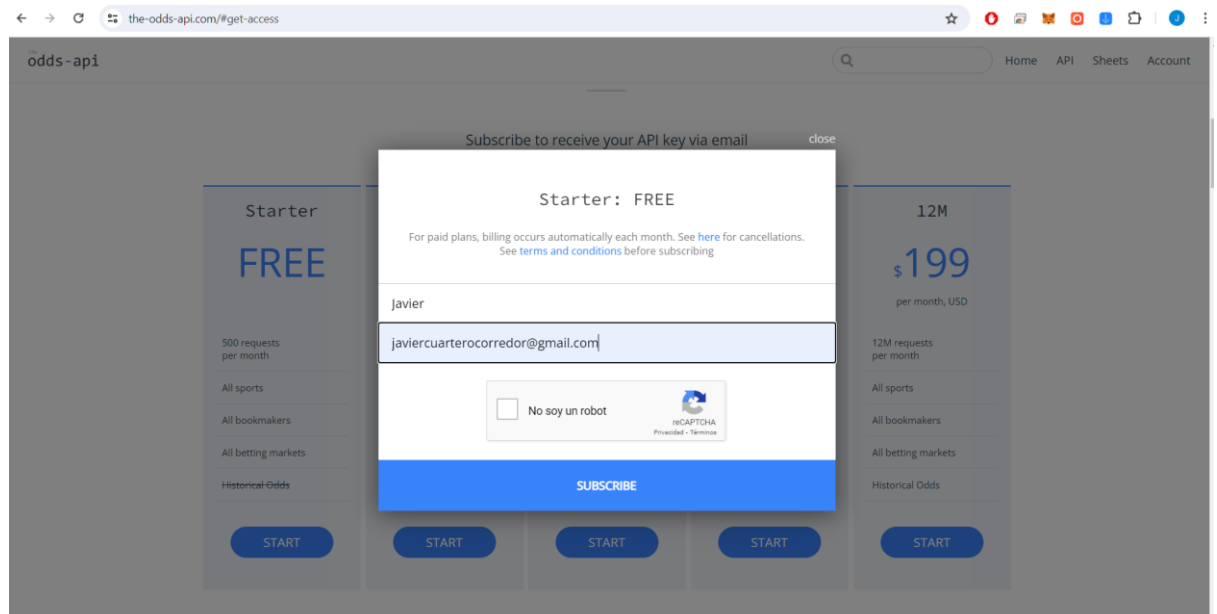 the-odds-api.com/#get-access
J
the
odds-api
Home API Sheets Account
Subscribe to receive your API key via email
close
Starter: FREE
For paid plans, billing occurs automatically each month. See here for cancellations.
See terms and conditions before subscribing
Javier
javiercuarterocorredor@gmail.com
No soy un robot
reCAPTCHA
Privacidad - Términos
SUBSCRIBE
Starter
FREE
500 requests
per month
All sports
All bookmakers
All betting markets
Historical Odds
START
START
START
START
12M
$199
per month, USD
12M requests
per month
All sports
All bookmakers
All betting markets
Historical Odds
START